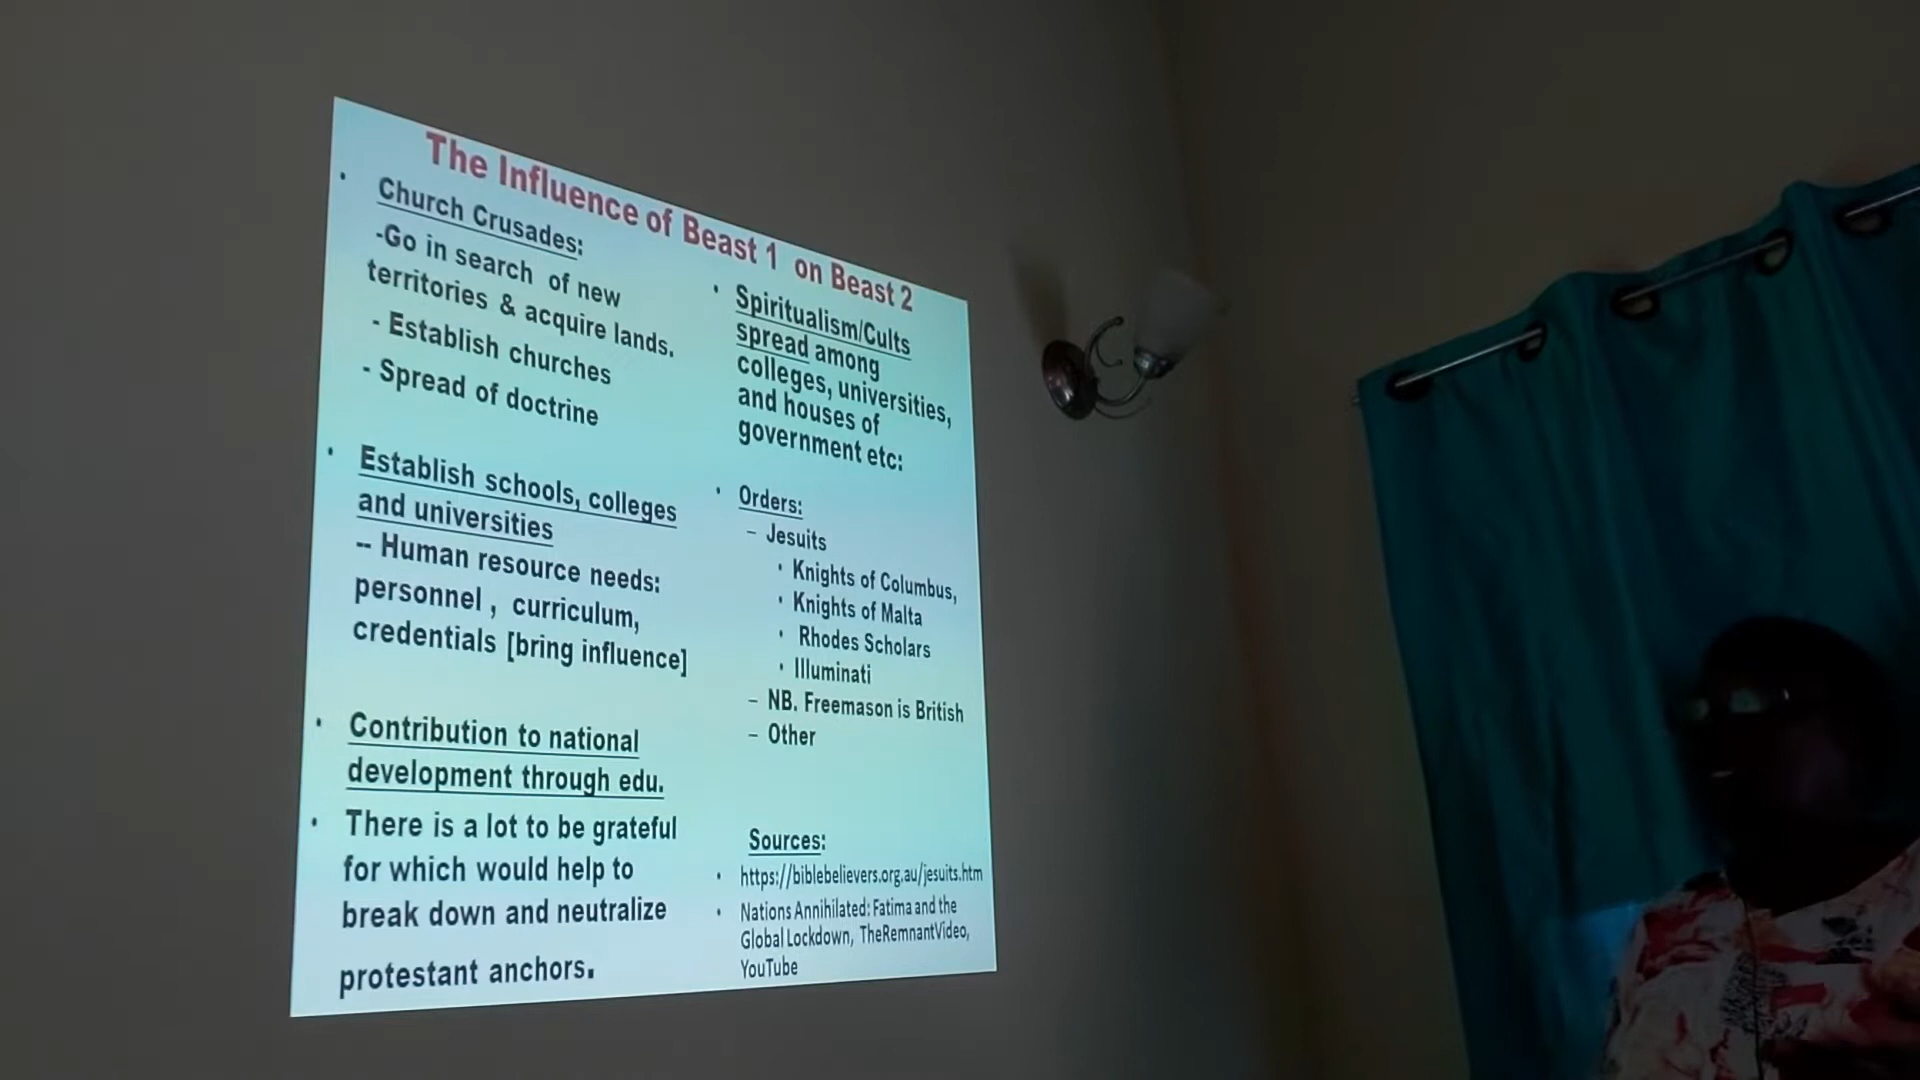 The Influence of Beast 1 on Beast 2
• Church Crusades:
-Go in search of new
territories & acquire lands.
- Establish churches
- Spread of doctrine
• Establish schools, colleges
and universities
-- Human resource needs:
personnel , curriculum,
credentials [bring influence]
• Contribution to national
development through edu.
• There is a lot to be grateful
for which would help to
break down and neutralize
protestant anchors.
• Spiritualism/Cults
spread among
colleges, universities,
and houses of
government etc:
• Orders:
– Jesuits
• Knights of Columbus,
• Knights of Malta
• Rhodes Scholars
• Illuminati
– NB. Freemason is British
– Other
Sources:
• https://biblebelievers.org.au/jesuits.htm
• Nations Annihilated: Fatima and the
Global Lockdown, TheRemnantVideo,
YouTube